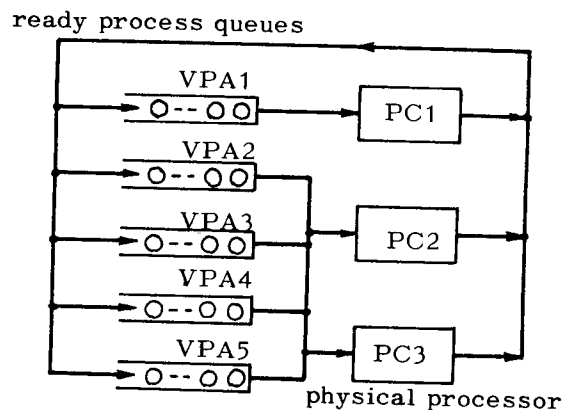 ready process queues
VPA1
PC1
VPA2
VPA3
PC2
VPA4
VPA5
PC3
physical processor